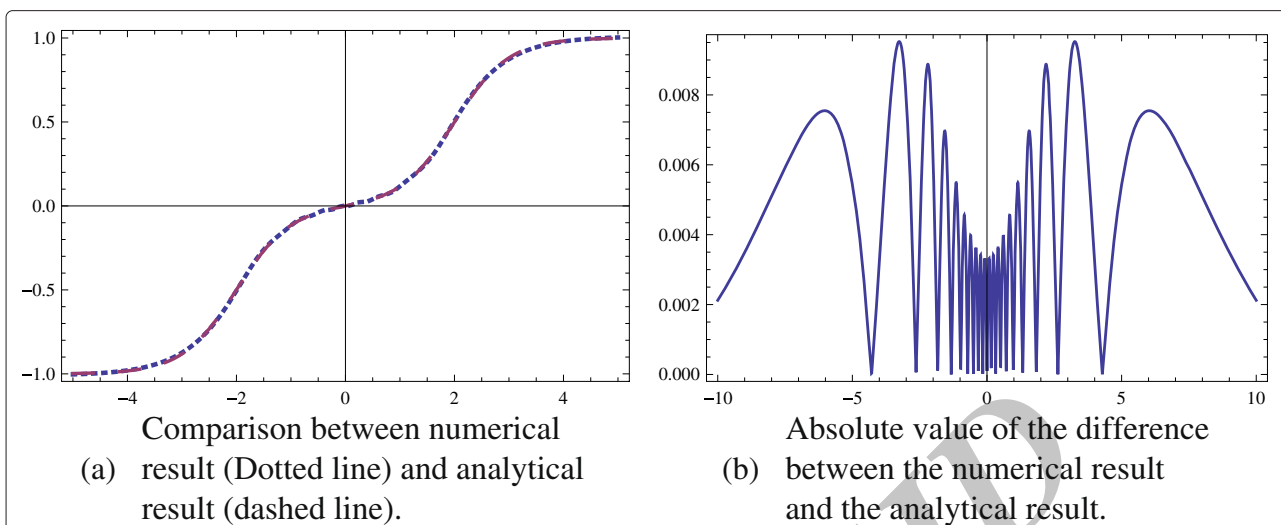 1.0
0.5
0.0
−0.5
−1.0
−4 −2 0 2 4
0.008
0.006
0.004
0.002
0.000
−10 −5 0 5 10
(a) Comparison between numerical
result (Dotted line) and analytical
result (dashed line).
(b) Absolute value of the difference
between the numerical result
and the analytical result.